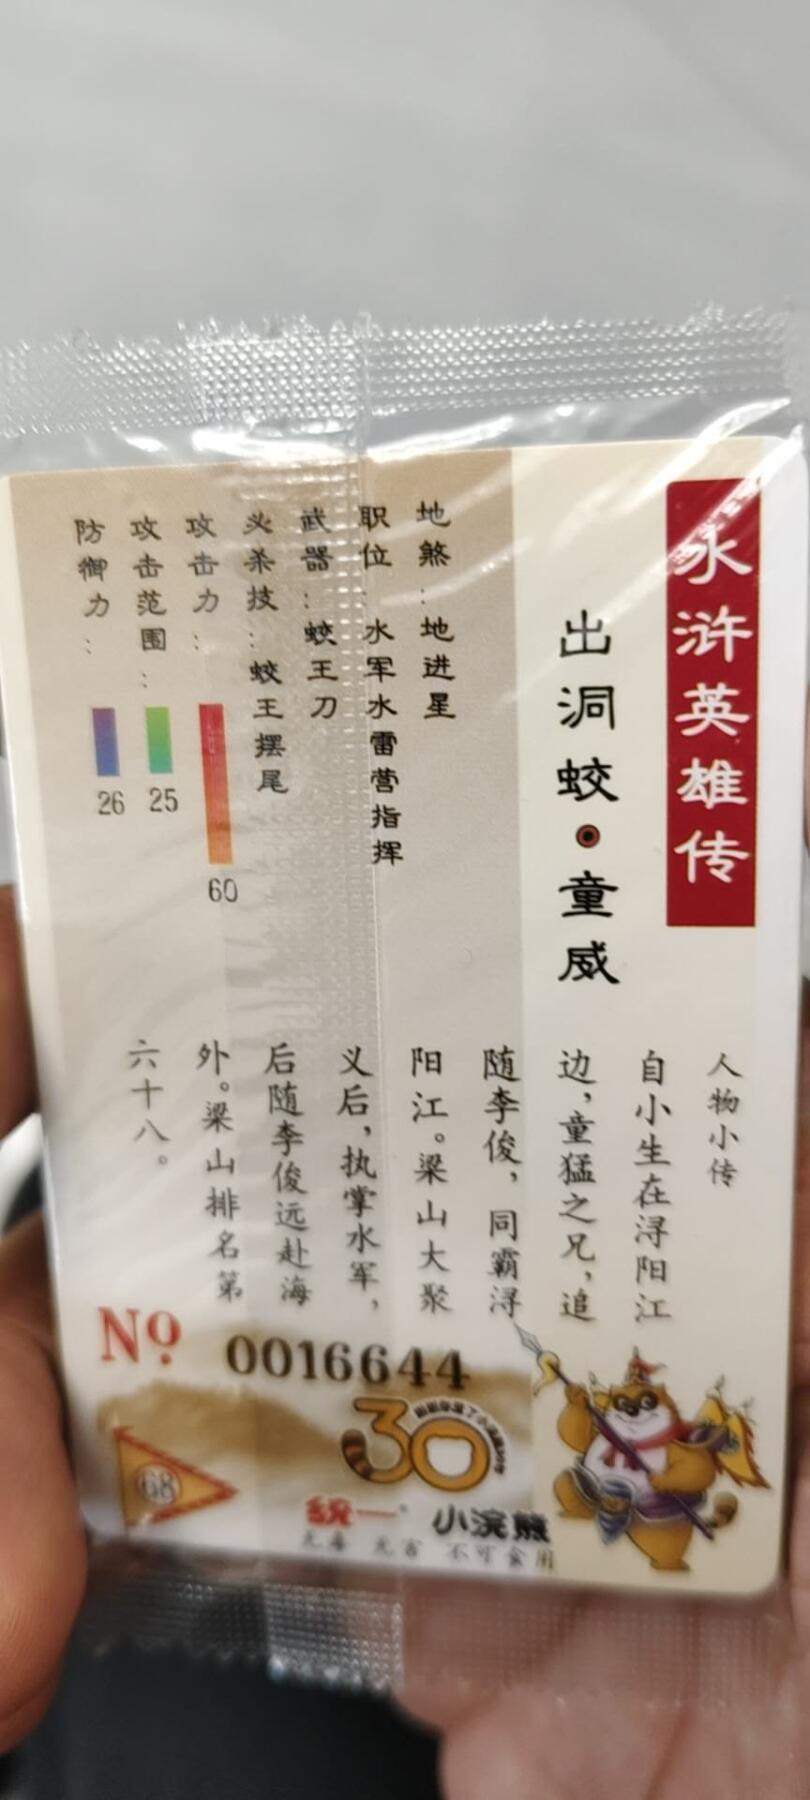 水浒英雄传
出洞蛟·童威
地煞：地进星
职位：水军水雷营指挥
武器：蛟王刀
必杀技：蛟王摆尾
攻击力：
60
攻击范围：
25
防御力：
26
人物小传
自小生在浔阳江
边，童猛之兄，追
随李俊，同霸浔
阳江。梁山大聚
义后，执掌水军，
后随李俊远赴海
外。梁山排名第
六十八。
Nº 0016644
68
30
统一 小浣熊
无毒 无害 不可食用